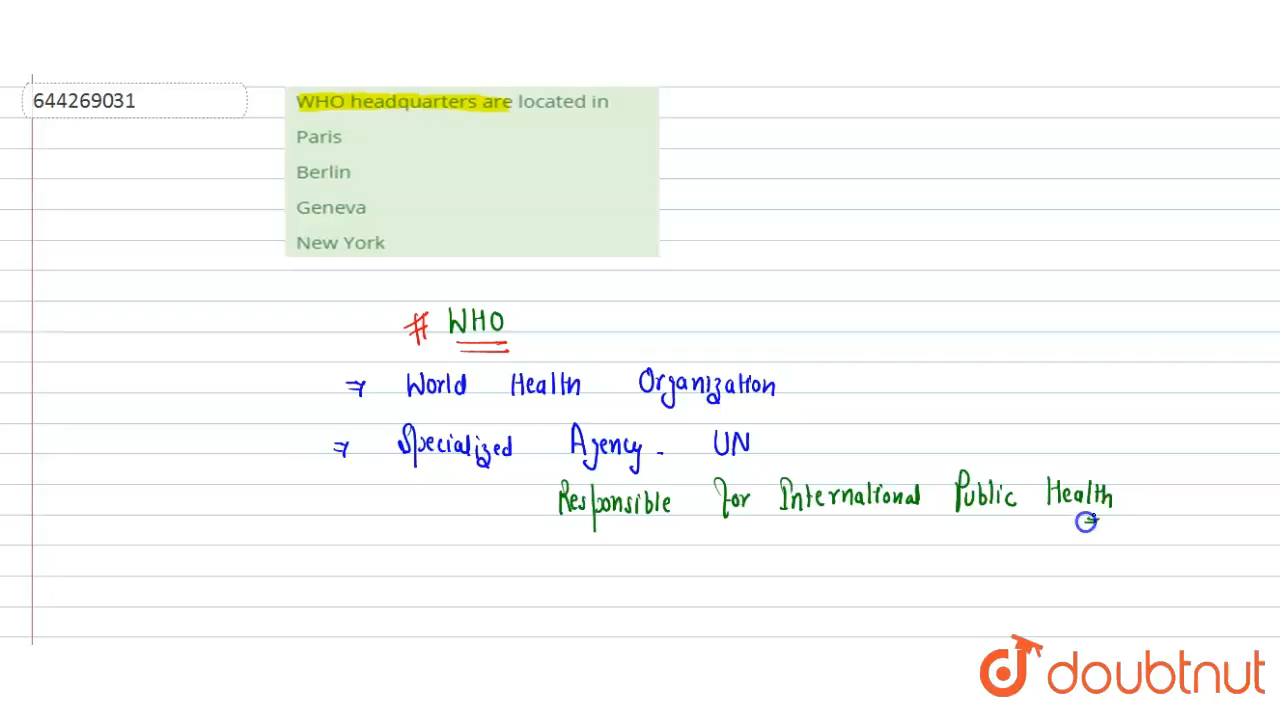 644269031
WHO headquarters are located in
Paris
Berlin
Geneva
New York
# WHO
⇒ World Health Organization
⇒ Specialized Agency. UN
Responsible for International Public Health
doubtnut